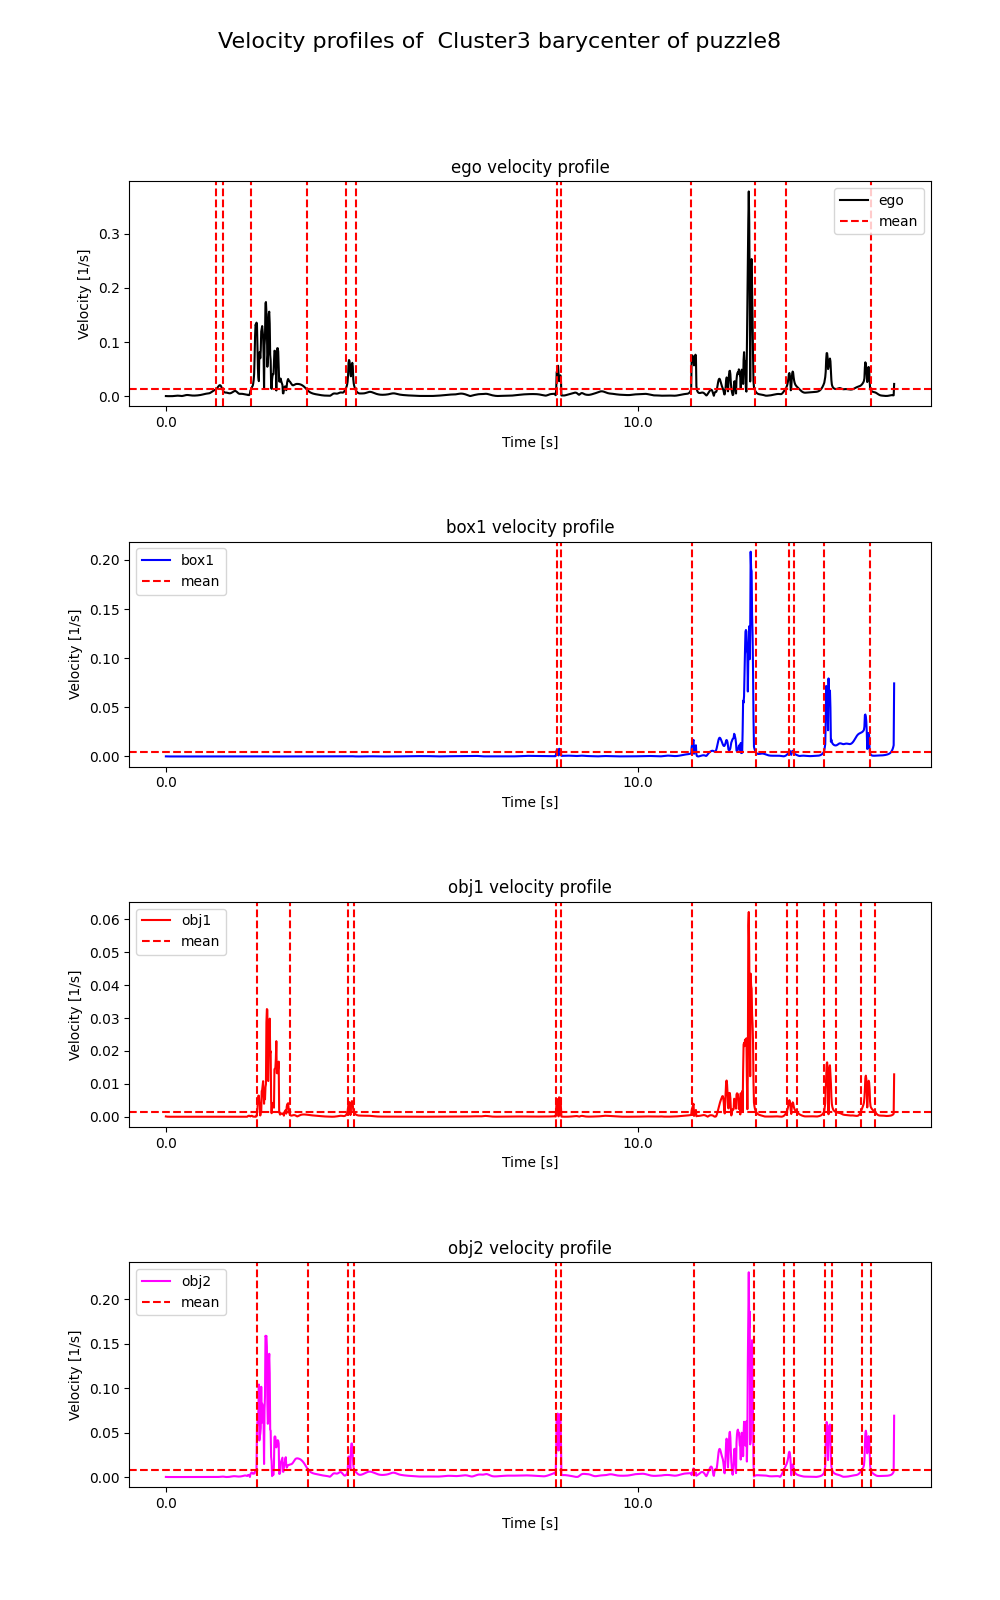 Velocity profiles of  Cluster3 barycenter of puzzle8
ego velocity profile
ego
mean
0.3
0.2
0.1
0.0
Velocity [1/s]
0.0
10.0
Time [s]
box1 velocity profile
box1
mean
0.20
0.15
0.10
0.05
0.00
Velocity [1/s]
0.0
10.0
Time [s]
obj1 velocity profile
obj1
mean
0.06
0.05
0.04
0.03
0.02
0.01
0.00
Velocity [1/s]
0.0
10.0
Time [s]
obj2 velocity profile
obj2
mean
0.20
0.15
0.10
0.05
0.00
Velocity [1/s]
0.0
10.0
Time [s]